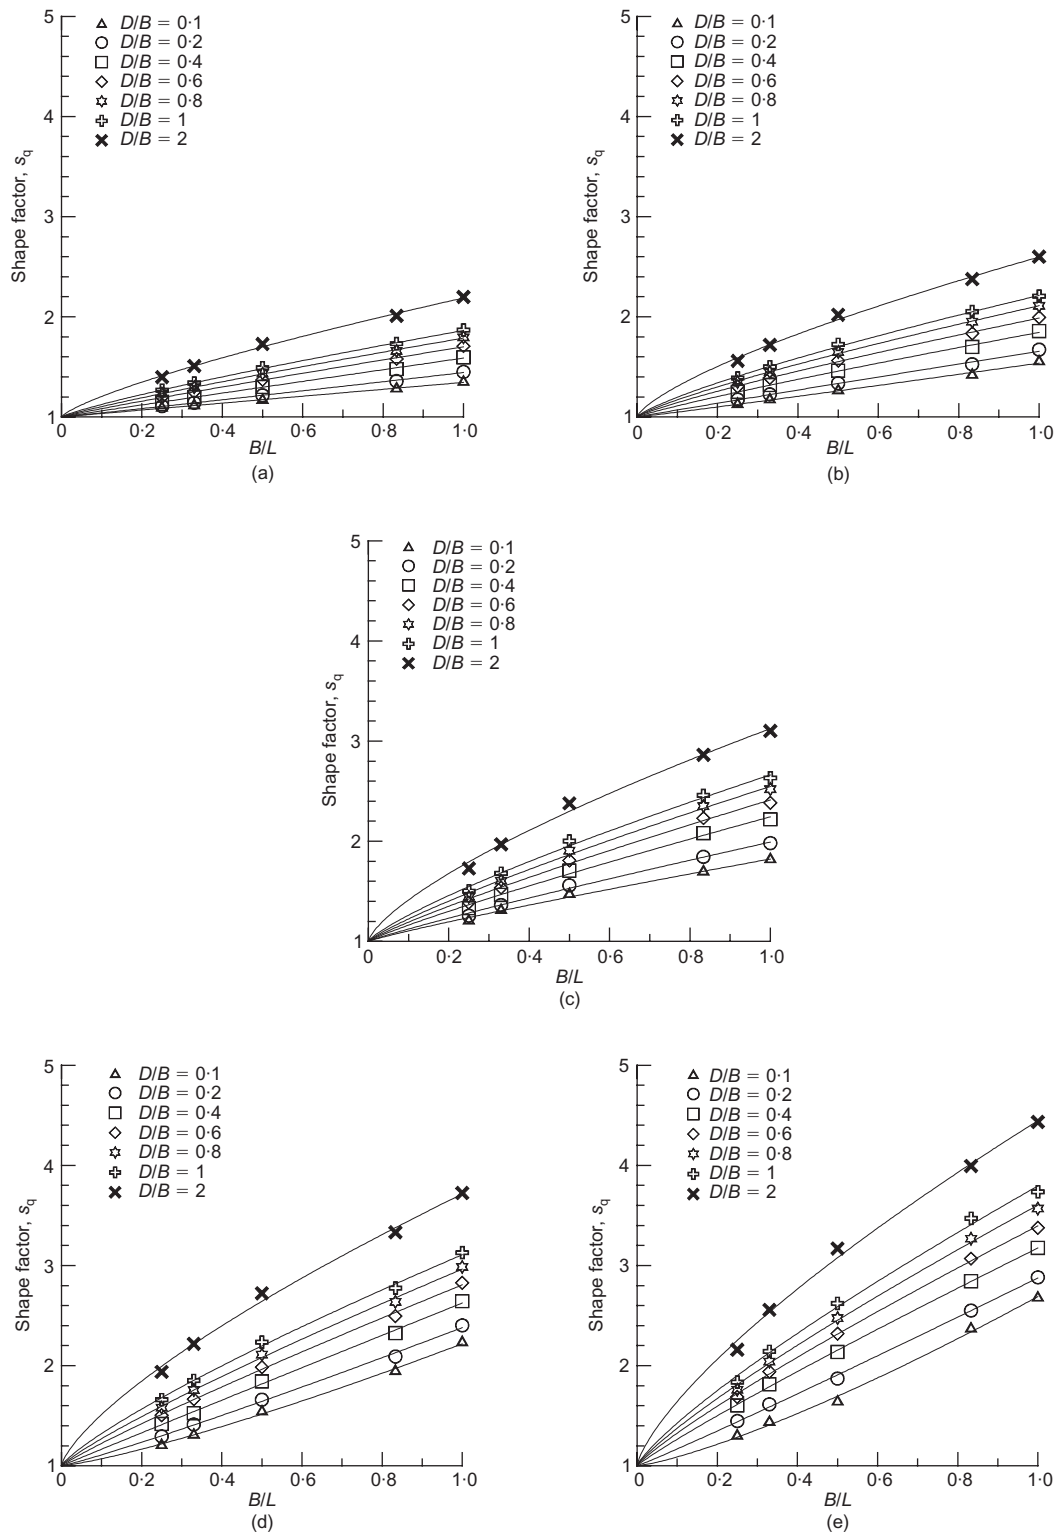 5
4
3
2
1
Shape factor, sq
D/B = 0·1
D/B = 0·2
D/B = 0·4
D/B = 0·6
D/B = 0·8
D/B = 1
D/B = 2
0 0·2 0·4 0·6 0·8 1·0
B/L
(a)
5
4
3
2
1
Shape factor, sq
D/B = 0·1
D/B = 0·2
D/B = 0·4
D/B = 0·6
D/B = 0·8
D/B = 1
D/B = 2
0 0·2 0·4 0·6 0·8 1·0
B/L
(b)
5
4
3
2
1
Shape factor, sq
D/B = 0·1
D/B = 0·2
D/B = 0·4
D/B = 0·6
D/B = 0·8
D/B = 1
D/B = 2
0 0·2 0·4 0·6 0·8 1·0
B/L
(c)
5
4
3
2
1
Shape factor, sq
D/B = 0·1
D/B = 0·2
D/B = 0·4
D/B = 0·6
D/B = 0·8
D/B = 1
D/B = 2
0 0·2 0·4 0·6 0·8 1·0
B/L
(d)
5
4
3
2
1
Shape factor, sq
D/B = 0·1
D/B = 0·2
D/B = 0·4
D/B = 0·6
D/B = 0·8
D/B = 1
D/B = 2
0 0·2 0·4 0·6 0·8 1·0
B/L
(e)